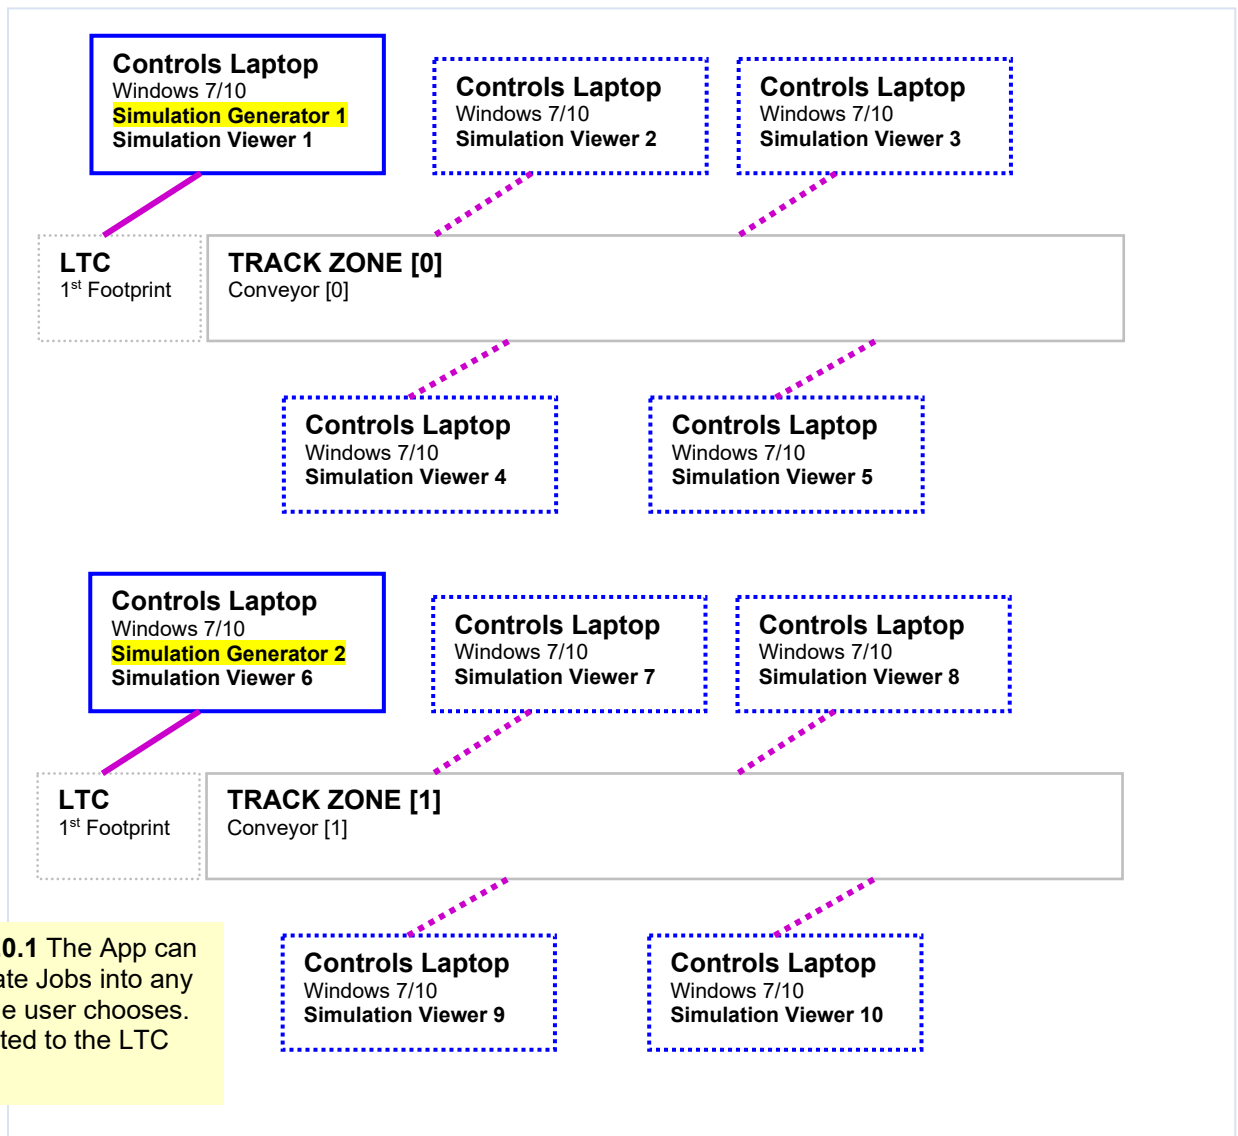 Controls Laptop
Windows 7/10
Simulation Generator 1
Simulation Viewer 1
Controls Laptop
Windows 7/10
Simulation Viewer 2
Controls Laptop
Windows 7/10
Simulation Viewer 3
LTC
1st Footprint
TRACK ZONE [0]
Conveyor [0]
Controls Laptop
Windows 7/10
Simulation Viewer 4
Controls Laptop
Windows 7/10
Simulation Viewer 5
Controls Laptop
Windows 7/10
Simulation Generator 2
Simulation Viewer 6
Controls Laptop
Windows 7/10
Simulation Viewer 7
Controls Laptop
Windows 7/10
Simulation Viewer 8
LTC
1st Footprint
TRACK ZONE [1]
Conveyor [1]
.0.1 The App can
ate Jobs into any
e user chooses.
ted to the LTC
Controls Laptop
Windows 7/10
Simulation Viewer 9
Controls Laptop
Windows 7/10
Simulation Viewer 10